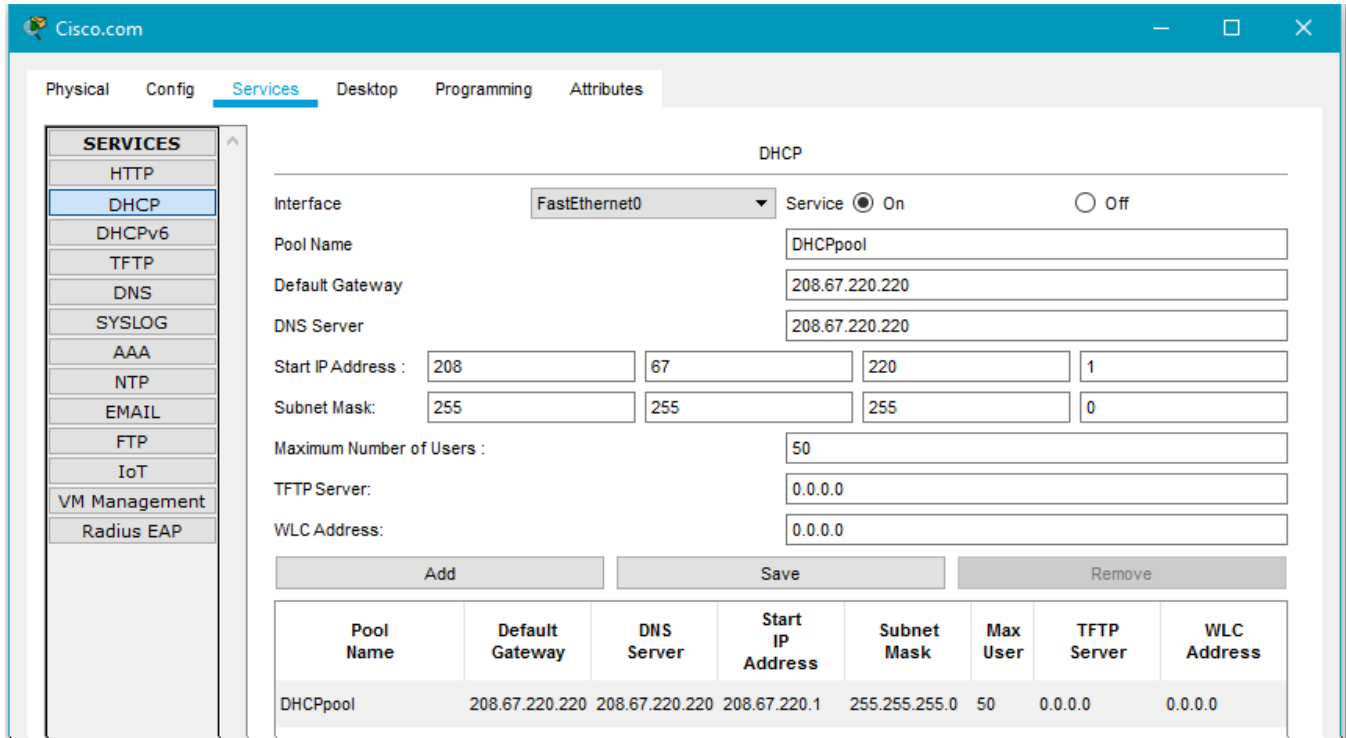 Cisco.com
Physical Config Services Desktop Programming Attributes
SERVICES
HTTP
DHCP
DHCPv6
TFTP
DNS
SYSLOG
AAA
NTP
EMAIL
FTP
IoT
VM Management
Radius EAP
DHCP
Interface FastEthernet0 Service On Off
Pool Name DHCPpool
Default Gateway 208.67.220.220
DNS Server 208.67.220.220
Start IP Address : 208 67 220 1
Subnet Mask: 255 255 255 0
Maximum Number of Users : 50
TFTP Server: 0.0.0.0
WLC Address: 0.0.0.0
Add Save Remove
Pool Name Default Gateway DNS Server Start IP Address Subnet Mask Max User TFTP Server WLC Address
DHCPpool 208.67.220.220 208.67.220.220 208.67.220.1 255.255.255.0 50 0.0.0.0 0.0.0.0